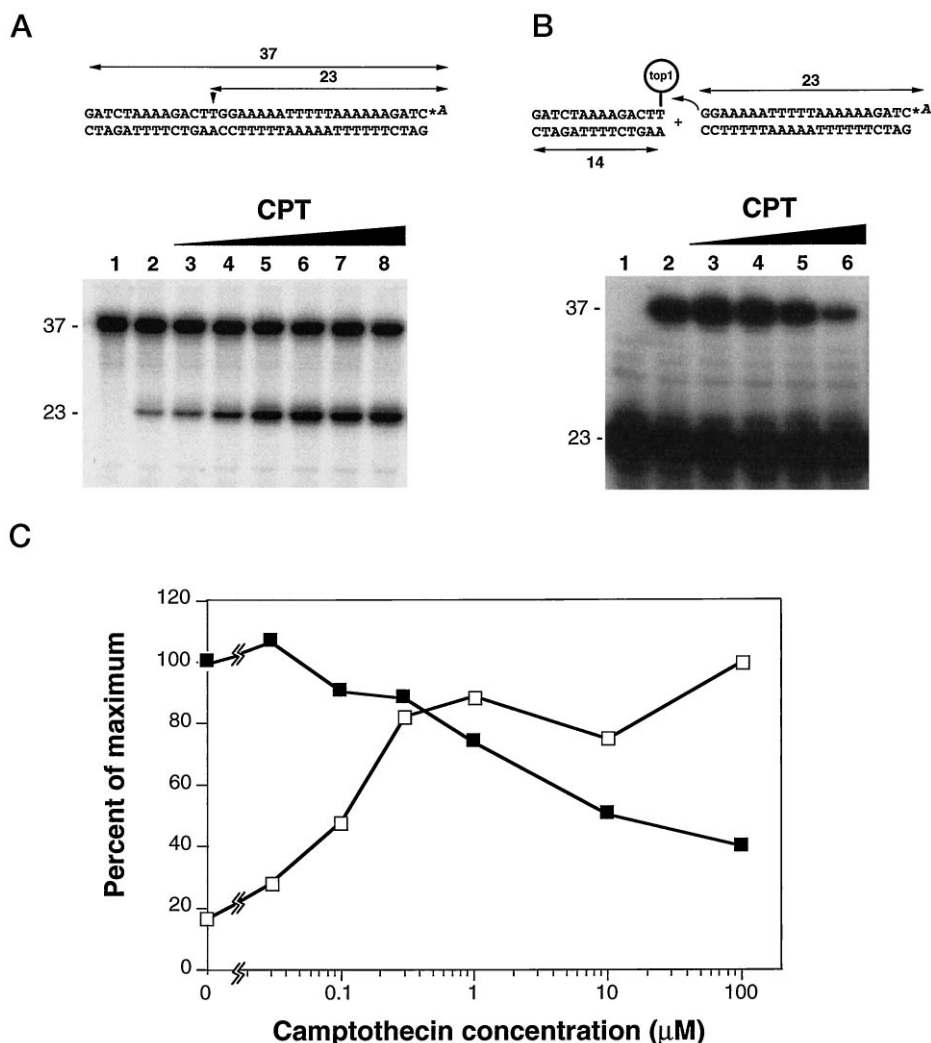 A
37
23
GATCTAAAAGACTTGGAAAAATTTTTAAAAAAGATC*A
CTAGATTTTCTGAACCTTTTTAAAAATTTTTTCTAG
CPT
1 2 3 4 5 6 7 8
37 -
23 -
B
top1
23
GATCTAAAAGACTT
GGAAAAATTTTTAAAAAAGATC*A
+
CTAGATTTTCTGAA
CCTTTTTAAAAATTTTTTCTAG
14
CPT
1 2 3 4 5 6
37 -
23 -
C
Percent of maximum
120
100
80
60
40
20
0
0 0.1 1 10 100
Camptothecin concentration (μM)